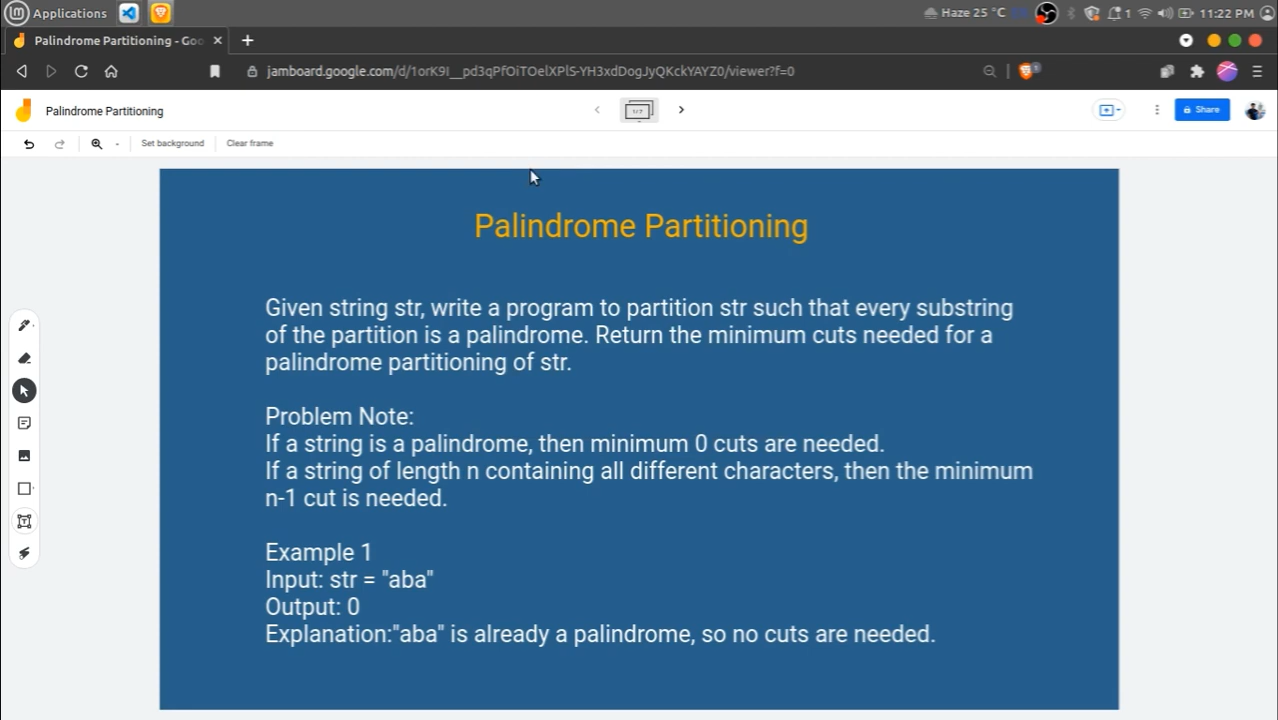 Applications
Haze 25 °C
1
11:22 PM
Palindrome Partitioning - Goo
jamboard.google.com/d/1orK9I__pd3qPfOiTOelXPlS-YH3xdDogJyQKckYAYZ0/viewer?f=0
1
Palindrome Partitioning
1/7
Share
Set background
Clear frame
Palindrome Partitioning
Given string str, write a program to partition str such that every substring
of the partition is a palindrome. Return the minimum cuts needed for a
palindrome partitioning of str.
Problem Note:
If a string is a palindrome, then minimum 0 cuts are needed.
If a string of length n containing all different characters, then the minimum
n-1 cut is needed.
Example 1
Input: str = "aba"
Output: 0
Explanation:"aba" is already a palindrome, so no cuts are needed.